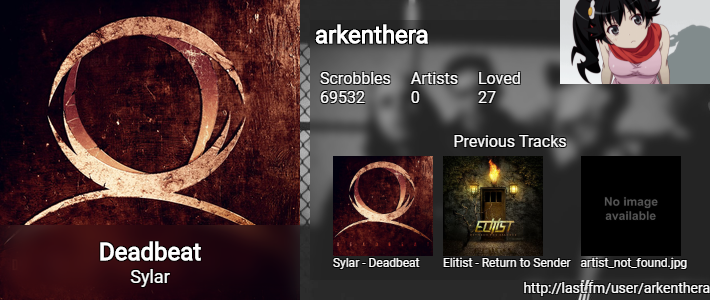 arkenthera
Scrobbles Artists Loved
69532 0 27
Previous Tracks
ELITIST
No image
available
Sylar - Deadbeat
Elitist - Return to Sender
artist_not_found.jpg
Deadbeat
Sylar
http://last.fm/user/arkenthera